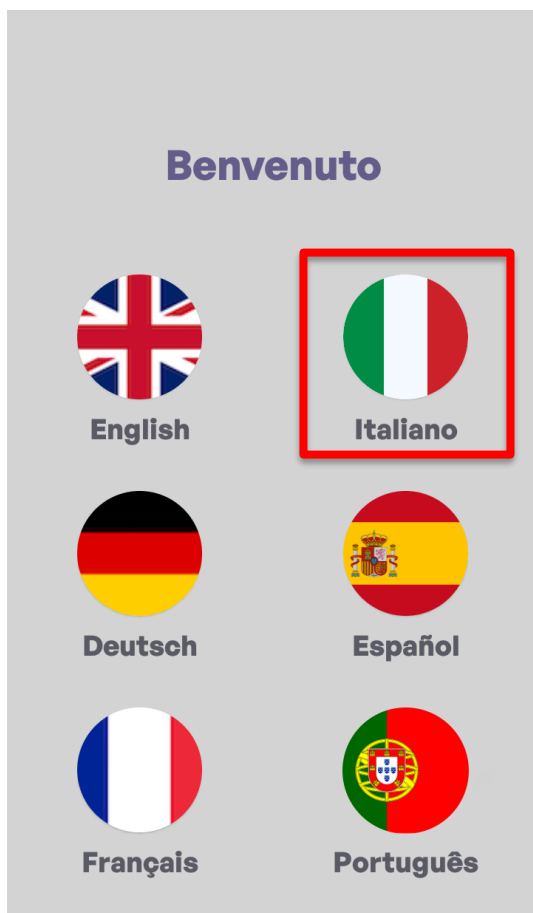 Benvenuto
English
Italiano
Deutsch
Español
Français
Português